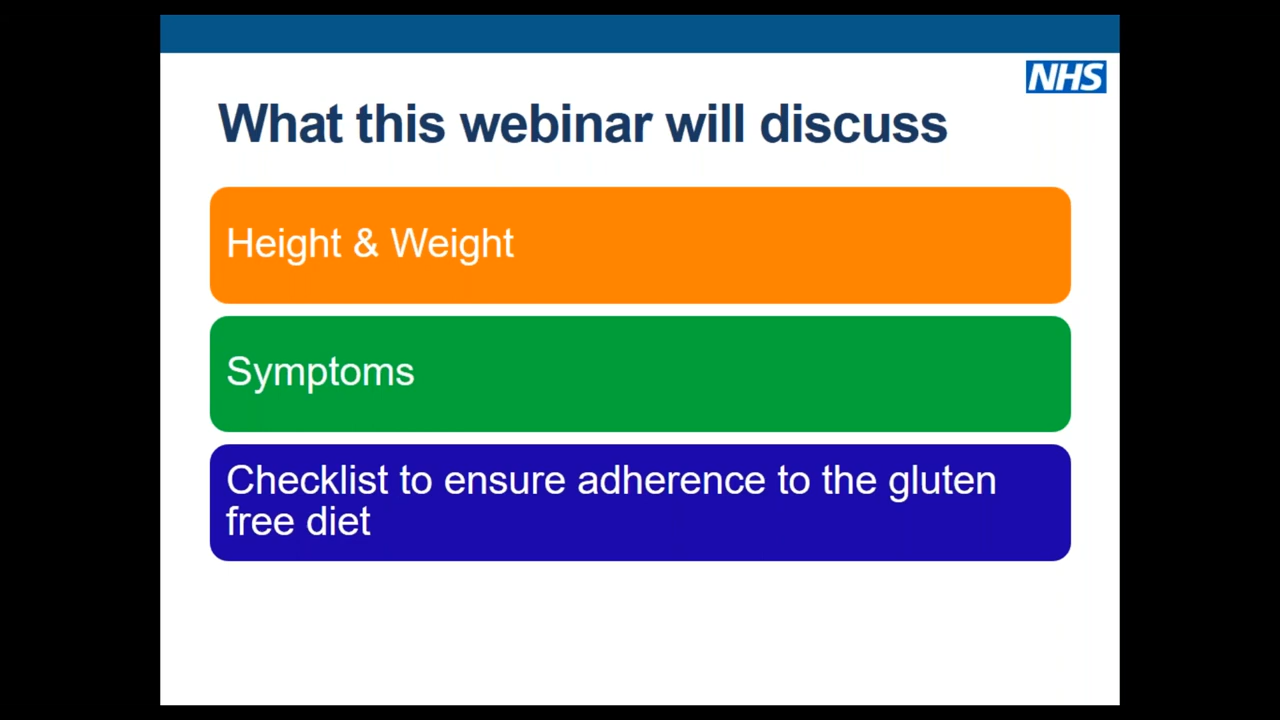 NHS
What this webinar will discuss
Height & Weight
Symptoms
Checklist to ensure adherence to the gluten
free diet